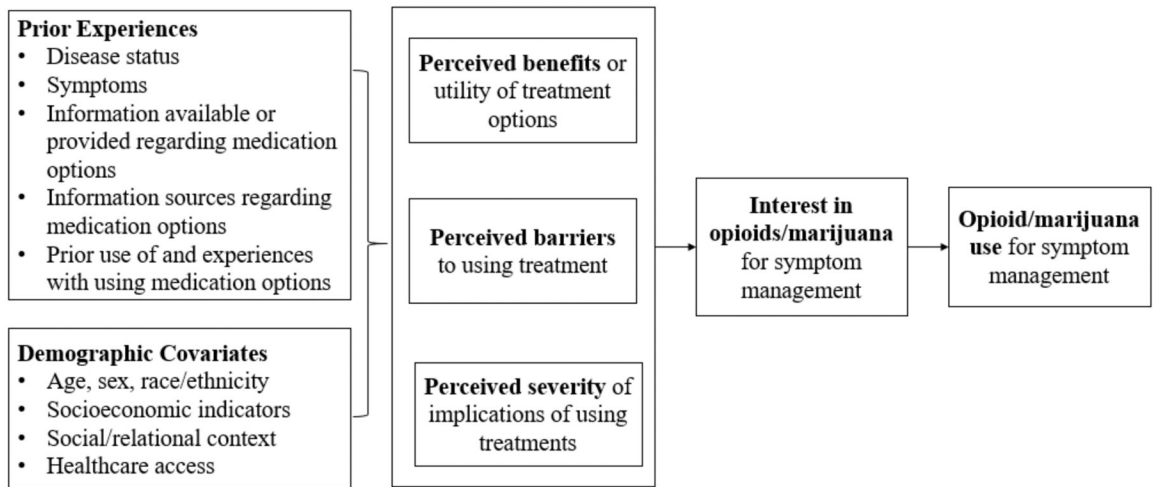 Prior Experiences
• Disease status
• Symptoms
• Information available or
provided regarding medication
options
• Information sources regarding
medication options
• Prior use of and experiences
with using medication options
Demographic Covariates
• Age, sex, race/ethnicity
• Socioeconomic indicators
• Social/relational context
• Healthcare access
Perceived benefits or
utility of treatment
options
Perceived barriers
to using treatment
Perceived severity of
implications of using
treatments
Interest in
opioids/marijuana
for symptom
management
Opioid/marijuana
use for symptom
management